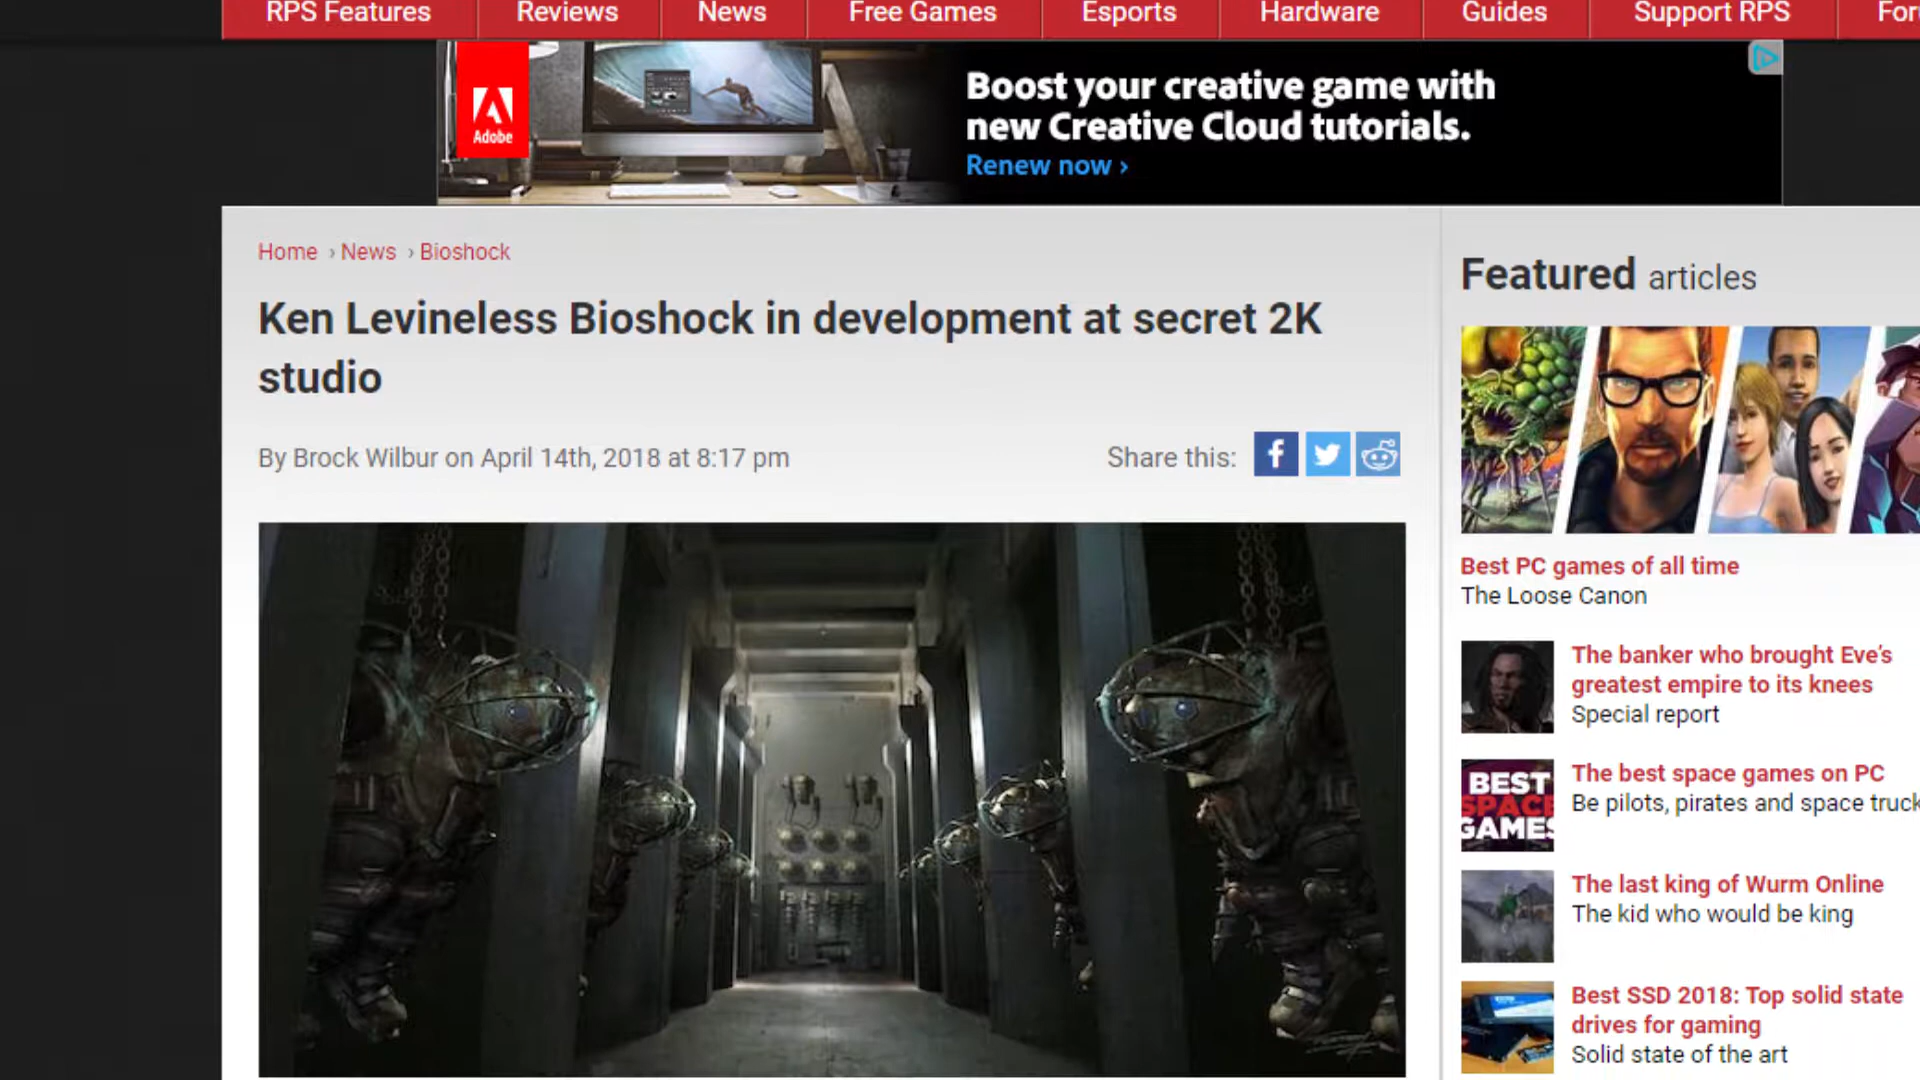 RPS Features Reviews News Free Games Esports Hardware Guides Support RPS
Adobe
Boost your creative game with
new Creative Cloud tutorials.
Renew now ›
Home › News › Bioshock
Ken Levineless Bioshock in development at secret 2K
studio
By Brock Wilbur on April 14th, 2018 at 8:17 pm
Share this:
Featured articles
Best PC games of all time
The Loose Canon
The banker who brought Eve's
greatest empire to its knees
Special report
BEST
SPACE
GAMES
The best space games on PC
Be pilots, pirates and space truck
The last king of Wurm Online
The kid who would be king
Best SSD 2018: Top solid state
drives for gaming
Solid state of the art